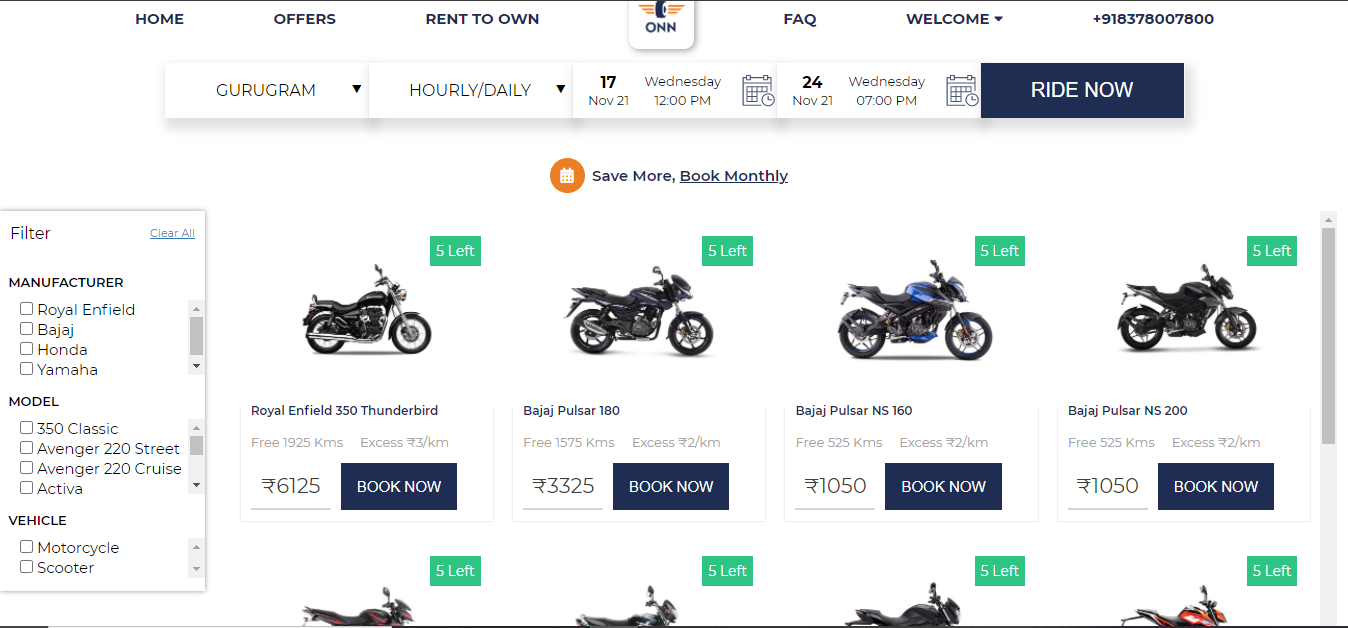 HOME OFFERS RENT TO OWN ONN FAQ WELCOME +918378007800
GURUGRAM HOURLY/DAILY 17 Nov 21 Wednesday 12:00 PM 24 Nov 21 Wednesday 07:00 PM RIDE NOW
Save More, Book Monthly
Filter Clear All
MANUFACTURER
Royal Enfield
Bajaj
Honda
Yamaha
MODEL
350 Classic
Avenger 220 Street
Avenger 220 Cruise
Activa
VEHICLE
Motorcycle
Scooter
5 Left 5 Left 5 Left 5 Left
Royal Enfield 350 Thunderbird Bajaj Pulsar 180 Bajaj Pulsar NS 160 Bajaj Pulsar NS 200
Free 1925 Kms Excess ₹3/km Free 1575 Kms Excess ₹2/km Free 525 Kms Excess ₹2/km Free 525 Kms Excess ₹2/km
₹6125 BOOK NOW ₹3325 BOOK NOW ₹1050 BOOK NOW ₹1050 BOOK NOW
5 Left 5 Left 5 Left 5 Left